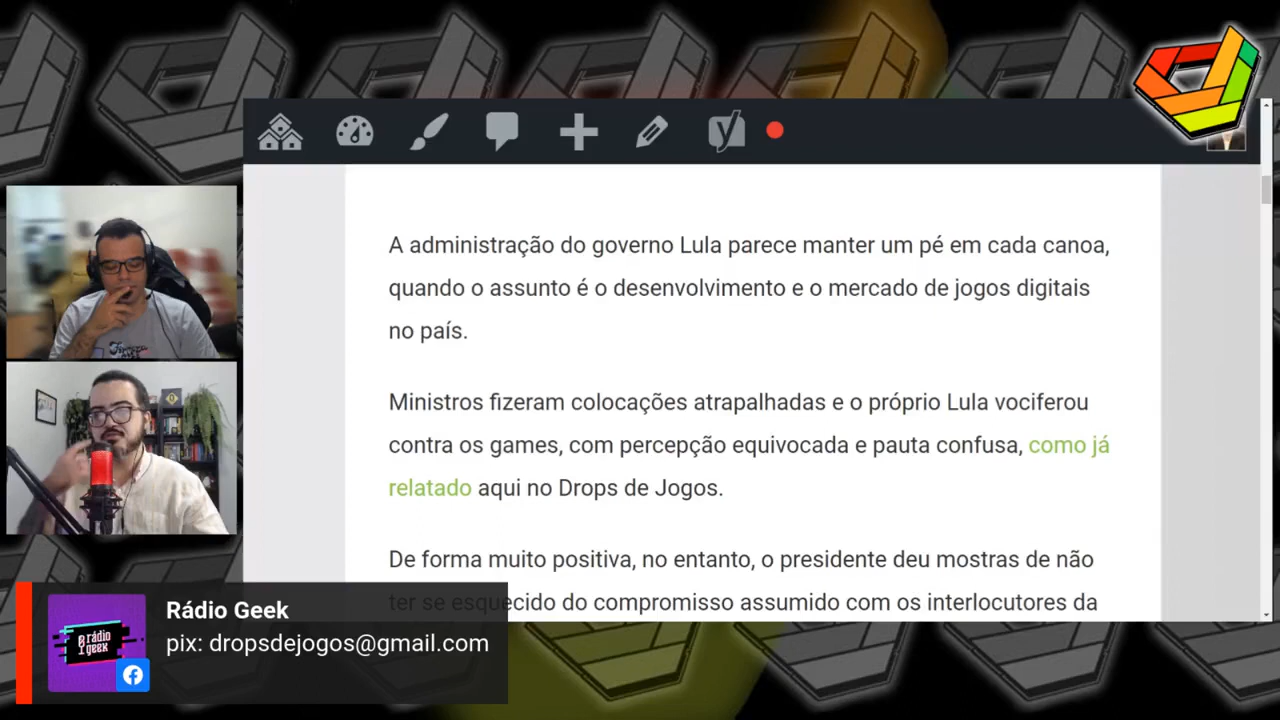 A administração do governo Lula parece manter um pé em cada canoa,
quando o assunto é o desenvolvimento e o mercado de jogos digitais
no país.
Ministros fizeram colocações atrapalhadas e o próprio Lula vociferou
contra os games, com percepção equivocada e pauta confusa, como já
relatado aqui no Drops de Jogos.
De forma muito positiva, no entanto, o presidente deu mostras de não
ter se esquecido do compromisso assumido com os interlocutores da
Rádio Geek
pix: dropsdejogos@gmail.com
rádio
geek